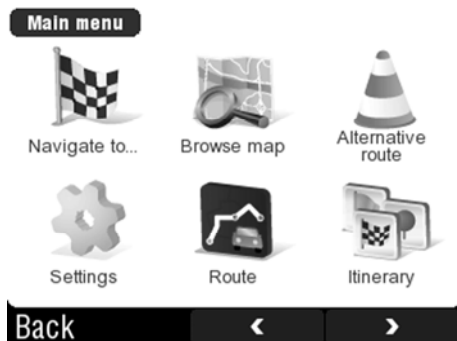 Main menu
Navigate to...
Browse map
Alternative
route
Settings
Route
Itinerary
Back